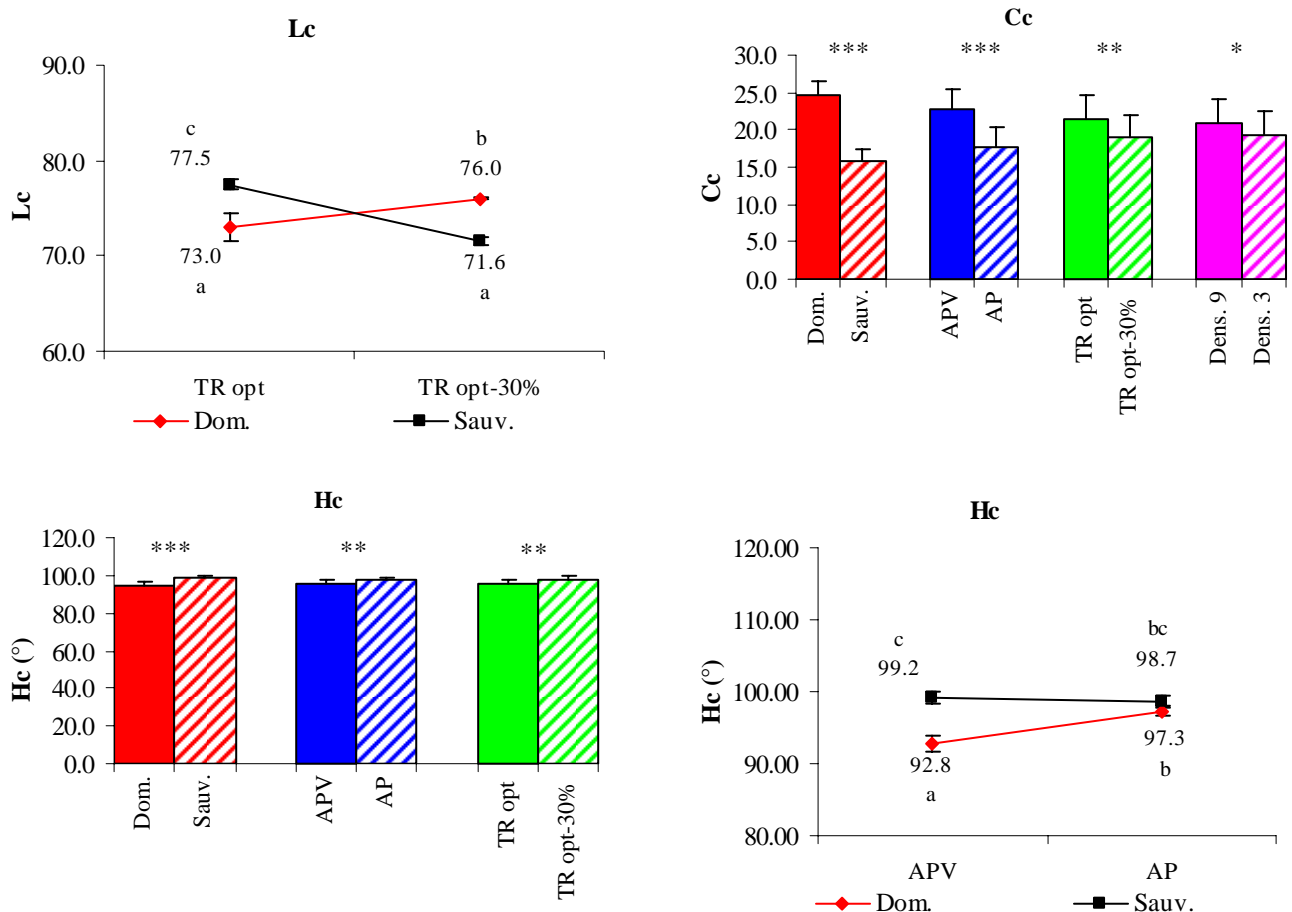 Lc
90.0
80.0
70.0
60.0
Lc
c
77.5
b
76.0
73.0
a
71.6
a
TR opt TR opt-30%
Dom. Sauv.
Cc
30.0
25.0
20.0
15.0
10.0
5.0
0.0
Cc
*** *** ** *
Dom.
Sauv.
APV
AP
TR opt
TR opt-30%
Dens. 9
Dens. 3
Hc
120.0
100.0
80.0
60.0
40.0
20.0
0.0
Hc (°)
*** ** **
Dom.
Sauv.
APV
AP
TR opt
TR opt-30%
Hc
120.00
110.00
100.00
90.00
80.00
Hc (°)
c
99.2
bc
98.7
92.8
a
97.3
b
APV AP
Dom. Sauv.